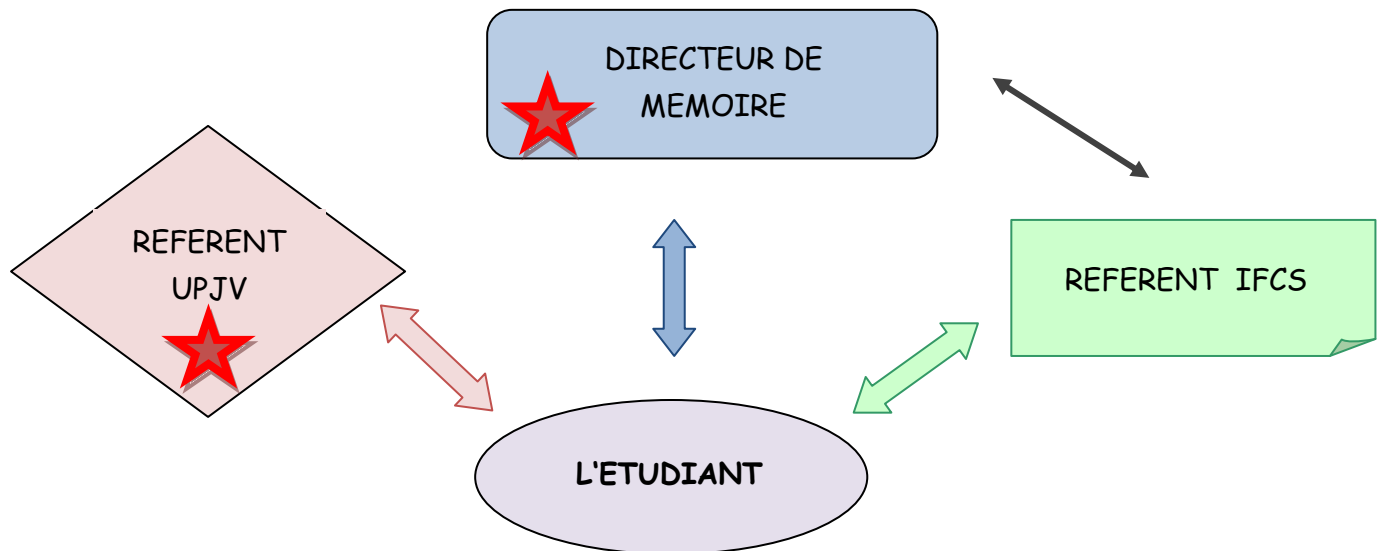 DIRECTEUR DE
MEMOIRE
REFERENT
UPJV
REFERENT IFCS
L'ETUDIANT